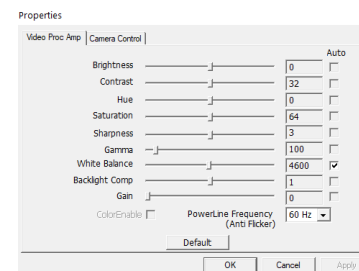 Properties
Video Proc Amp Camera Control
Auto
Brightness 0
Contrast 32
Hue 0
Saturation 64
Sharpness 3
Gamma 100
White Balance 4600
Backlight Comp 1
Gain 0
ColorEnable PowerLine Frequency 60 Hz
(Anti Flicker)
Default
OK Cancel Apply